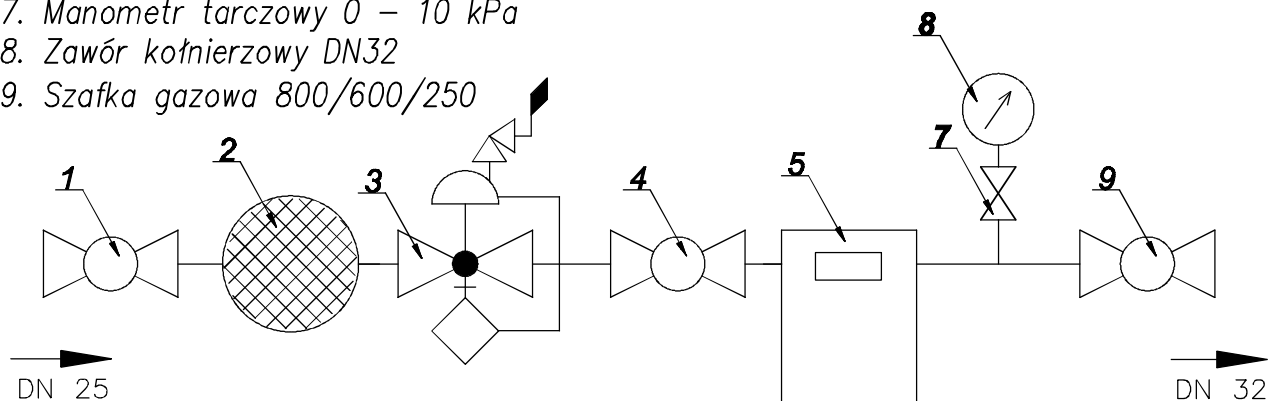 7. Manometr tarczowy 0 – 10 kPa
8. Zawór kołnierzowy DN32
9. Szafka gazowa 800/600/250
8
7
1
2
3
4
5
9
DN 25
DN 32